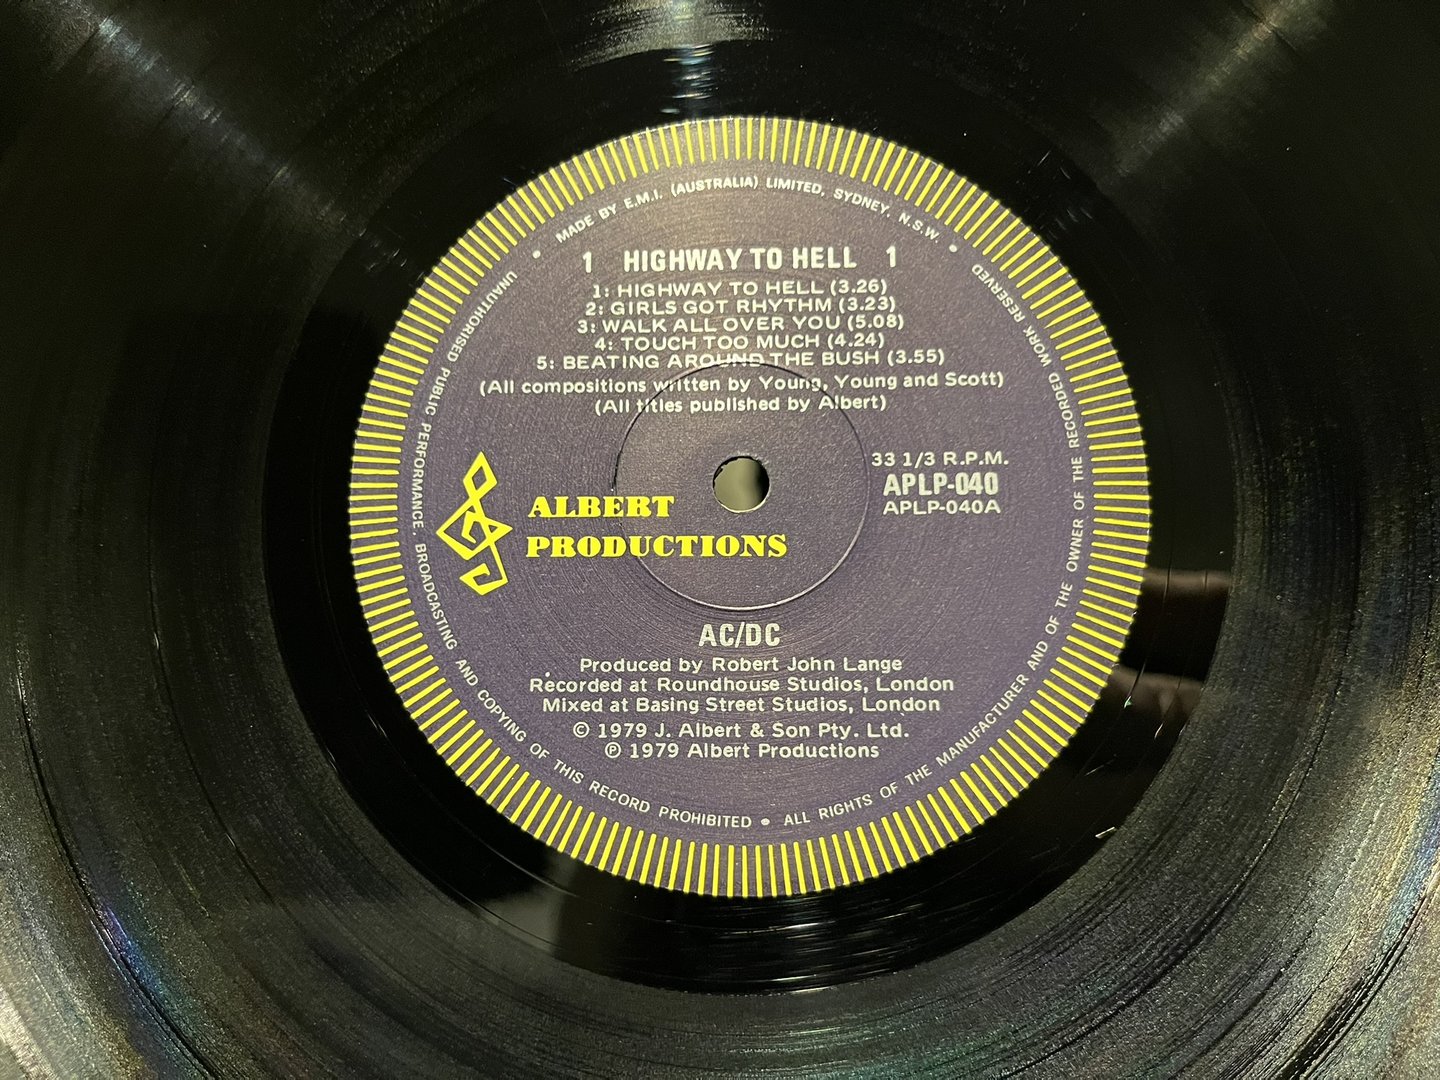 MADE BY E.M.I. (AUSTRALIA) LIMITED, SYDNEY. N.S.W. •
1 HIGHWAY TO HELL 1
1: HIGHWAY TO HELL (3.26)
2: GIRLS GOT RHYTHM (3.23)
3: WALK ALL OVER YOU (5.08)
4: TOUCH TOO MUCH (4.24)
5: BEATING AROUND THE BUSH (3.55)
(All compositions written by Young, Young and Scott)
(All titles published by Albert)
33 1/3 R.P.M.
APLP-040
APLP-040A
ALBERT
PRODUCTIONS
AC/DC
Produced by Robert John Lange
Recorded at Roundhouse Studios, London
Mixed at Basing Street Studios, London
© 1979 J. Albert & Son Pty. Ltd.
℗ 1979 Albert Productions
• UNAUTHORISED PUBLIC PERFORMANCE. BROADCASTING AND COPYING OF THIS RECORD PROHIBITED • ALL RIGHTS OF THE MANUFACTURER AND OF THE OWNER OF THE RECORDED WORK RESERVED